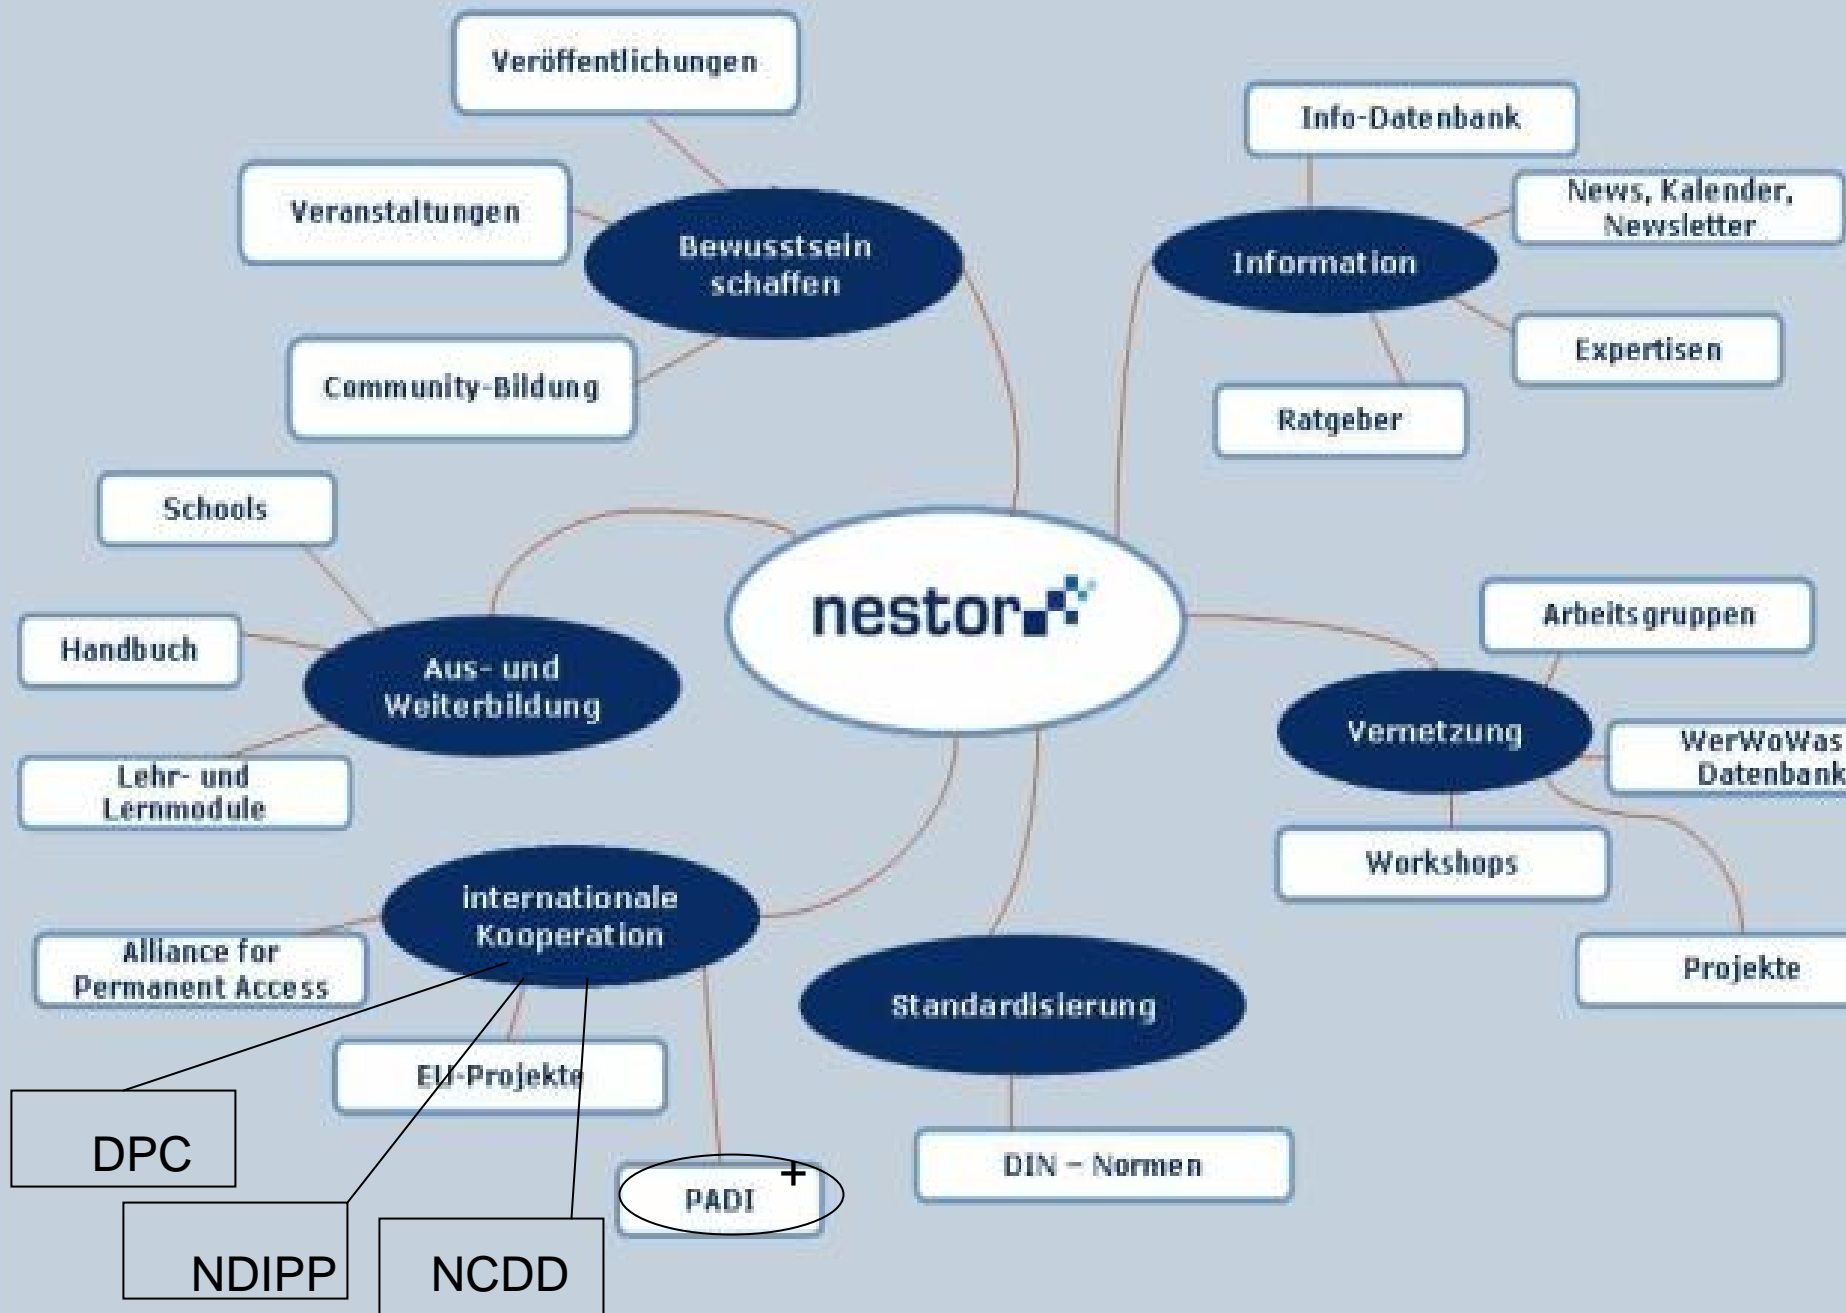 Veröffentlichungen
Veranstaltungen
Bewusstsein
schaffen
Community-Bildung
Info-Datenbank
News, Kalender,
Newsletter
Information
Expertisen
Ratgeber
Schools
Handbuch
Aus- und
Weiterbildung
Lehr- und
Lernmodule
nestor
Arbeitsgruppen
Vernetzung
WerWoWas
Datenbank
Workshops
Projekte
internationale
Kooperation
Alliance for
Permanent Access
EU-Projekte
DPC
NDIPP
NCDD
PADI +
Standardisierung
DIN – Normen